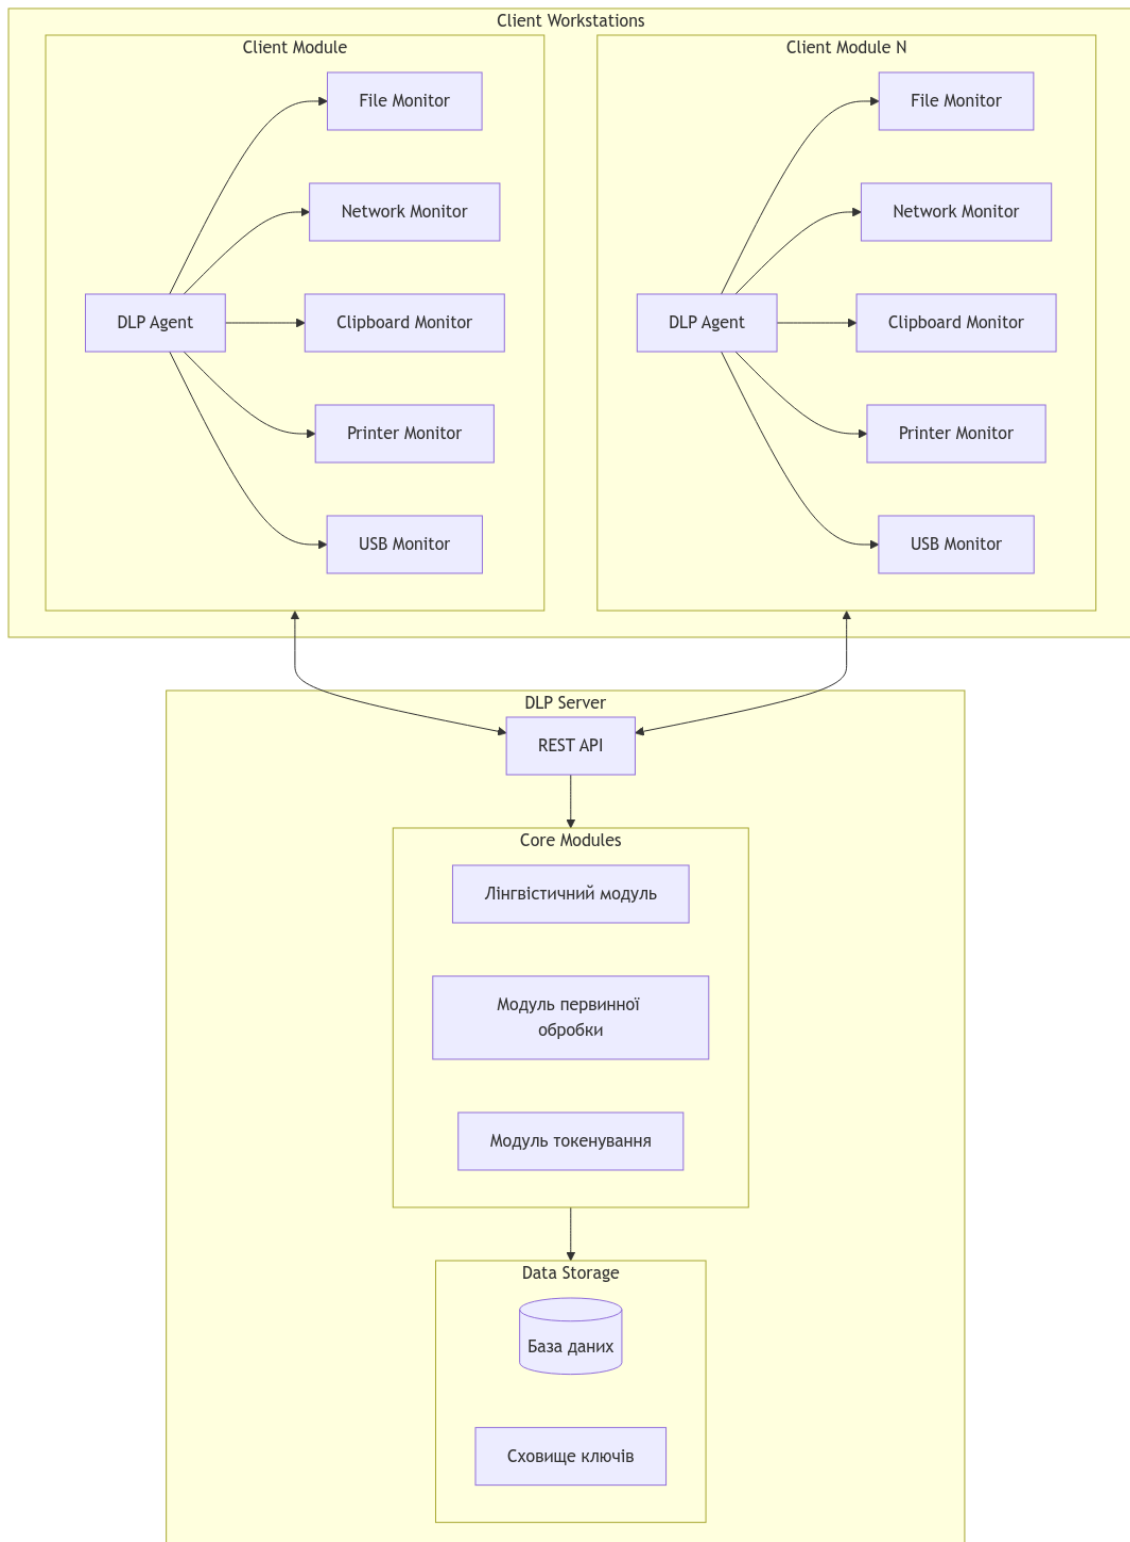 Client Workstations
Client Module
File Monitor
Network Monitor
DLP Agent
Clipboard Monitor
Printer Monitor
USB Monitor
Client Module N
File Monitor
Network Monitor
DLP Agent
Clipboard Monitor
Printer Monitor
USB Monitor
DLP Server
REST API
Core Modules
Лінгвістичний модуль
Модуль первинної
обробки
Модуль токенування
Data Storage
База даних
Сховище ключів